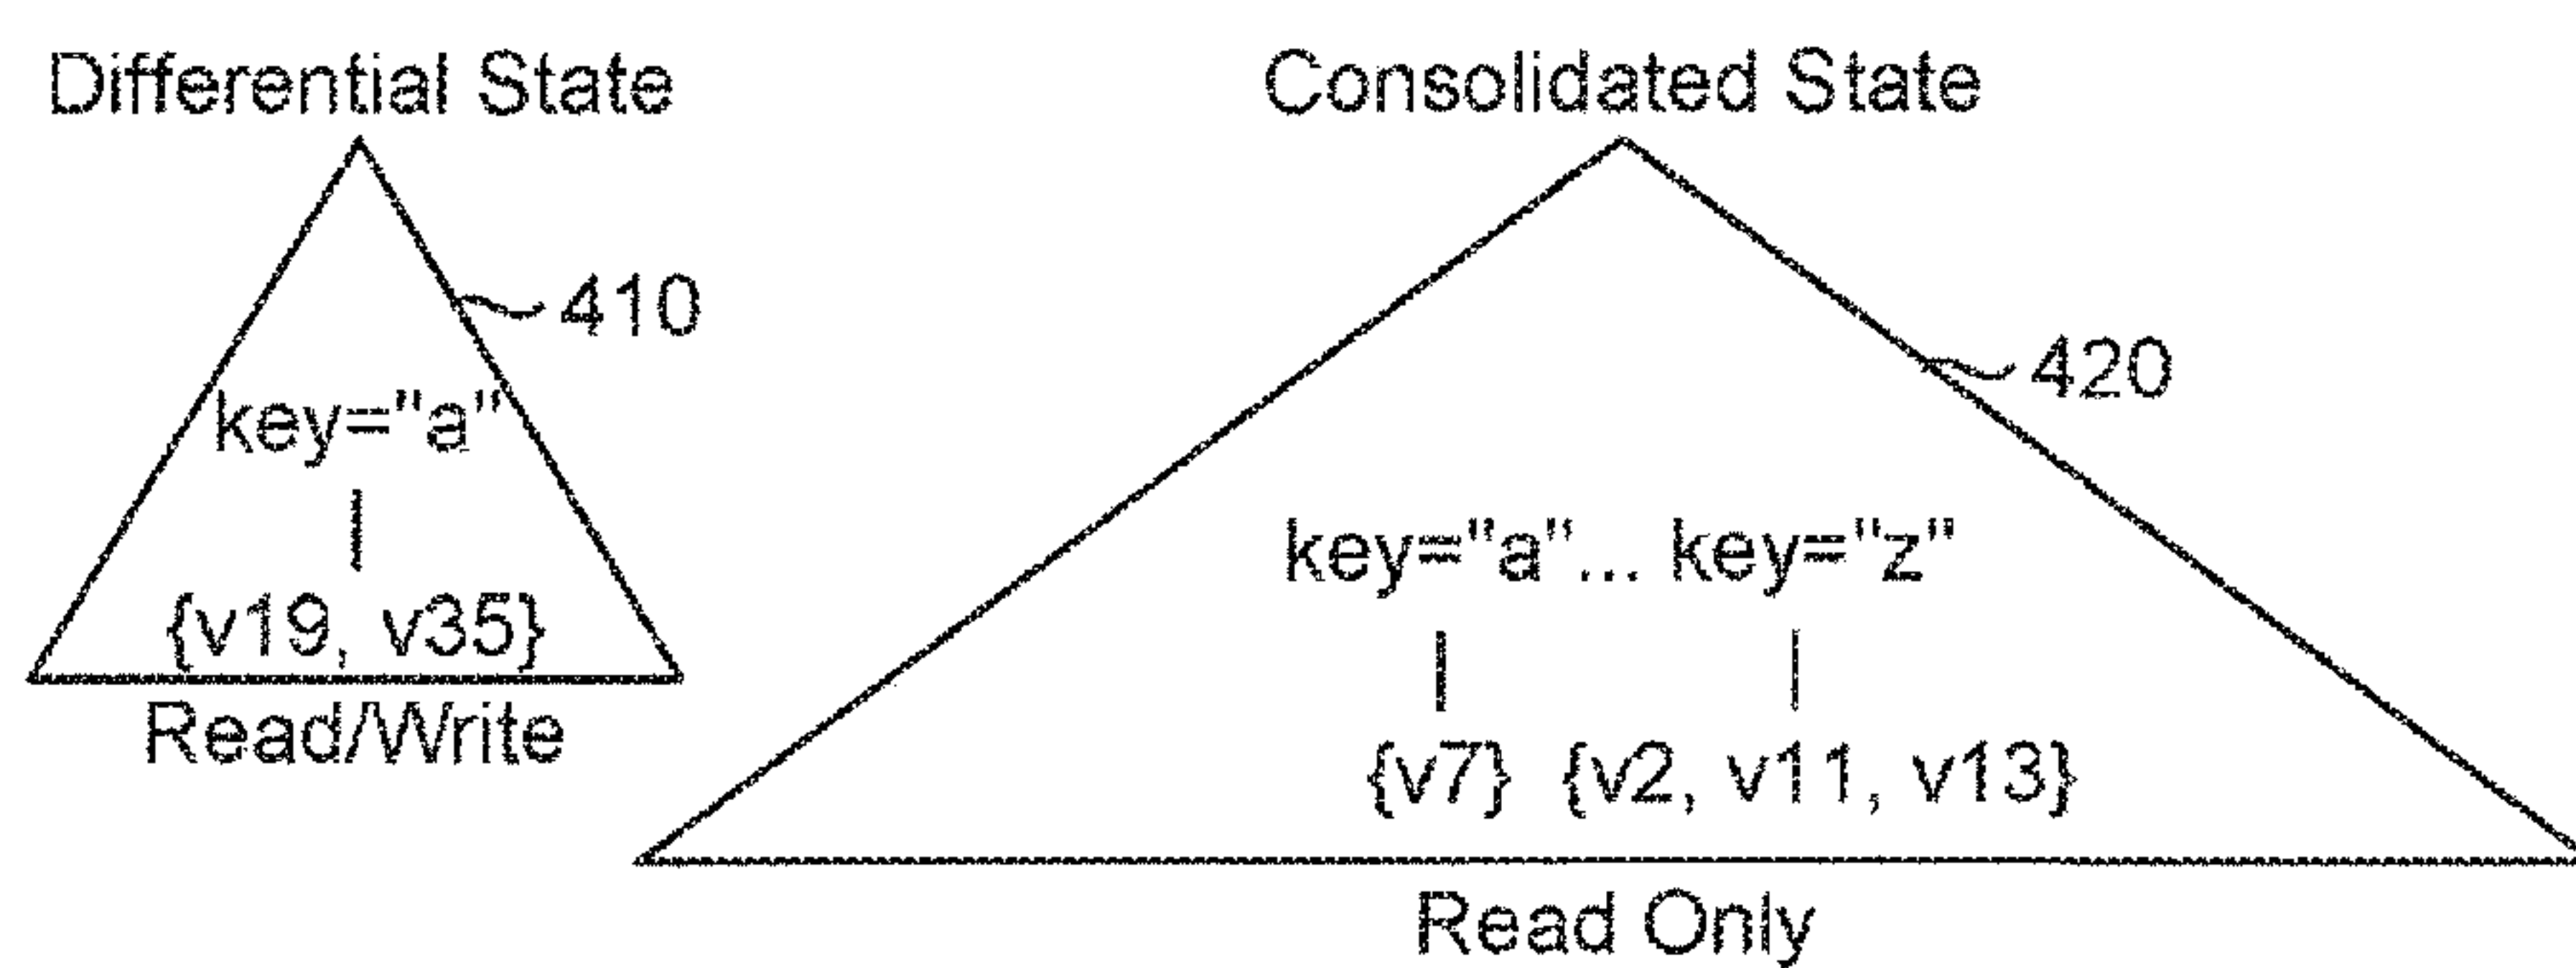 Differential State
410
key="a"
{v19, v35}
Read/Write
Consolidated State
420
key="a"... key="z"
{v7} {v2, v11, v13}
Read Only